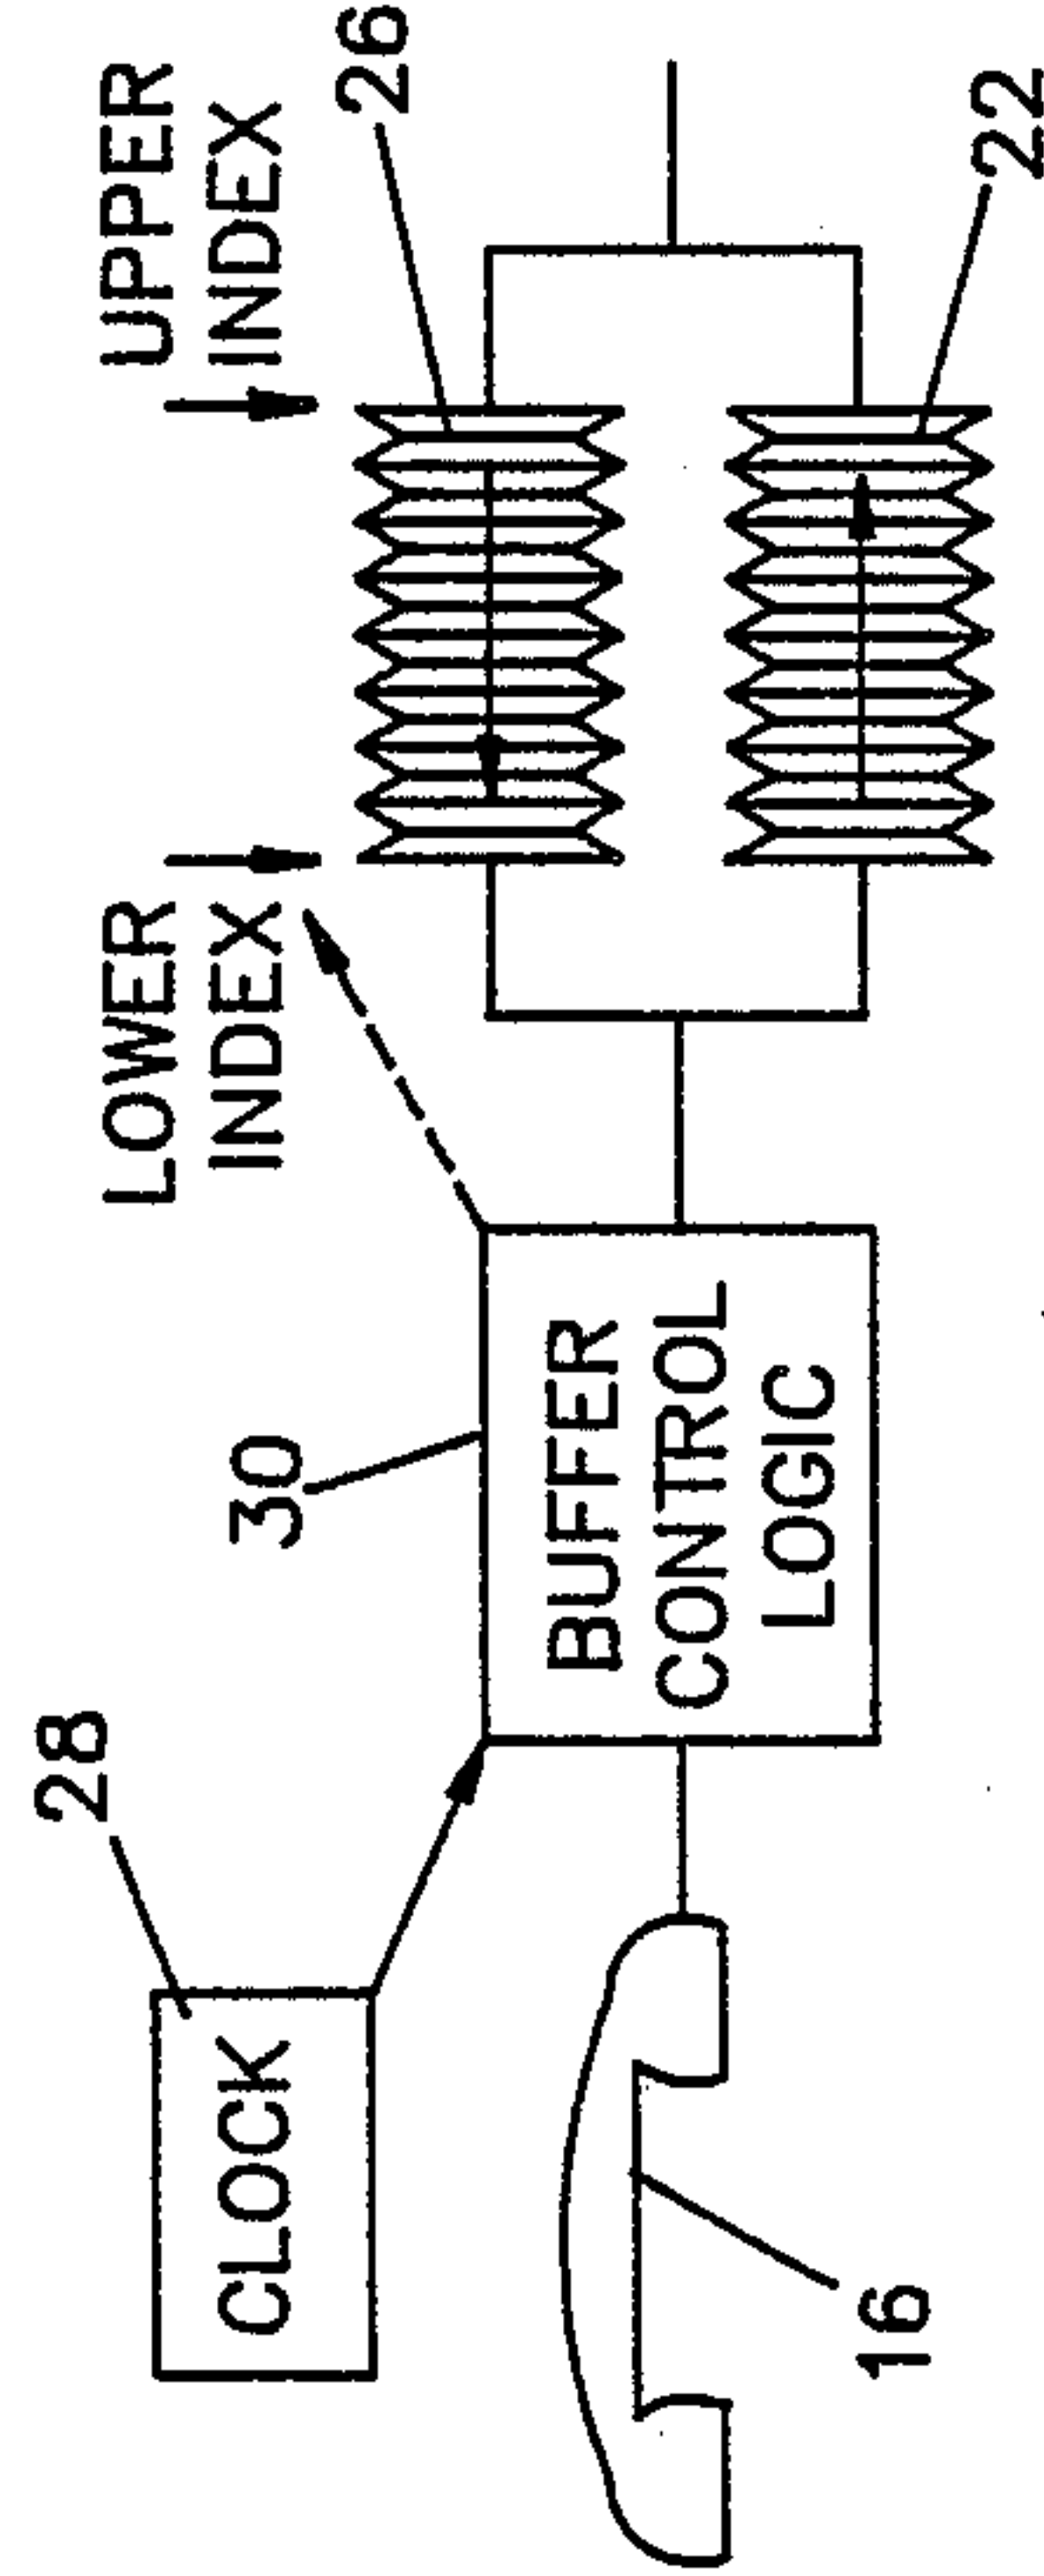 28
CLOCK
30
LOWER
INDEX
UPPER
INDEX
26
BUFFER
CONTROL
LOGIC
16
22